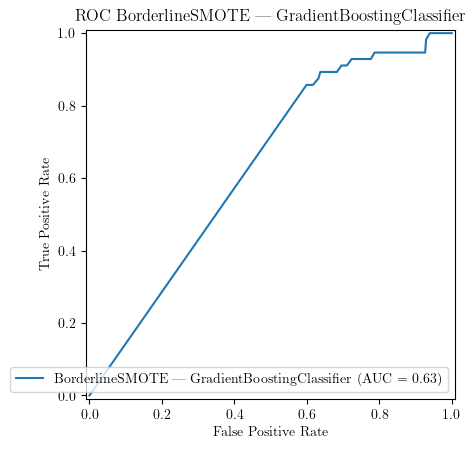 ROC BorderlineSMOTE — GradientBoostingClassifier
1.0
0.8
0.6
0.4
0.2
0.0
True Positive Rate
BorderlineSMOTE — GradientBoostingClassifier (AUC = 0.63)
0.0 0.2 0.4 0.6 0.8 1.0
False Positive Rate